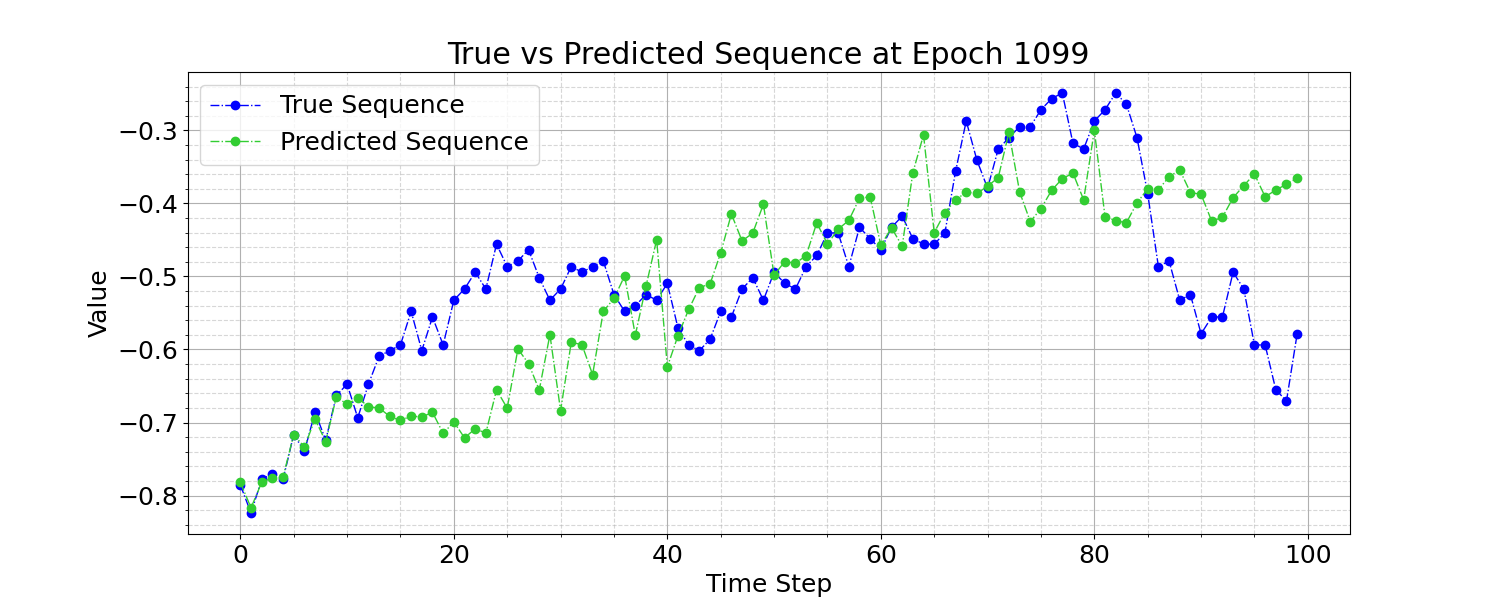 True vs Predicted Sequence at Epoch 1099
True Sequence
Predicted Sequence
Value
−0.3
−0.4
−0.5
−0.6
−0.7
−0.8
0 20 40 60 80 100
Time Step